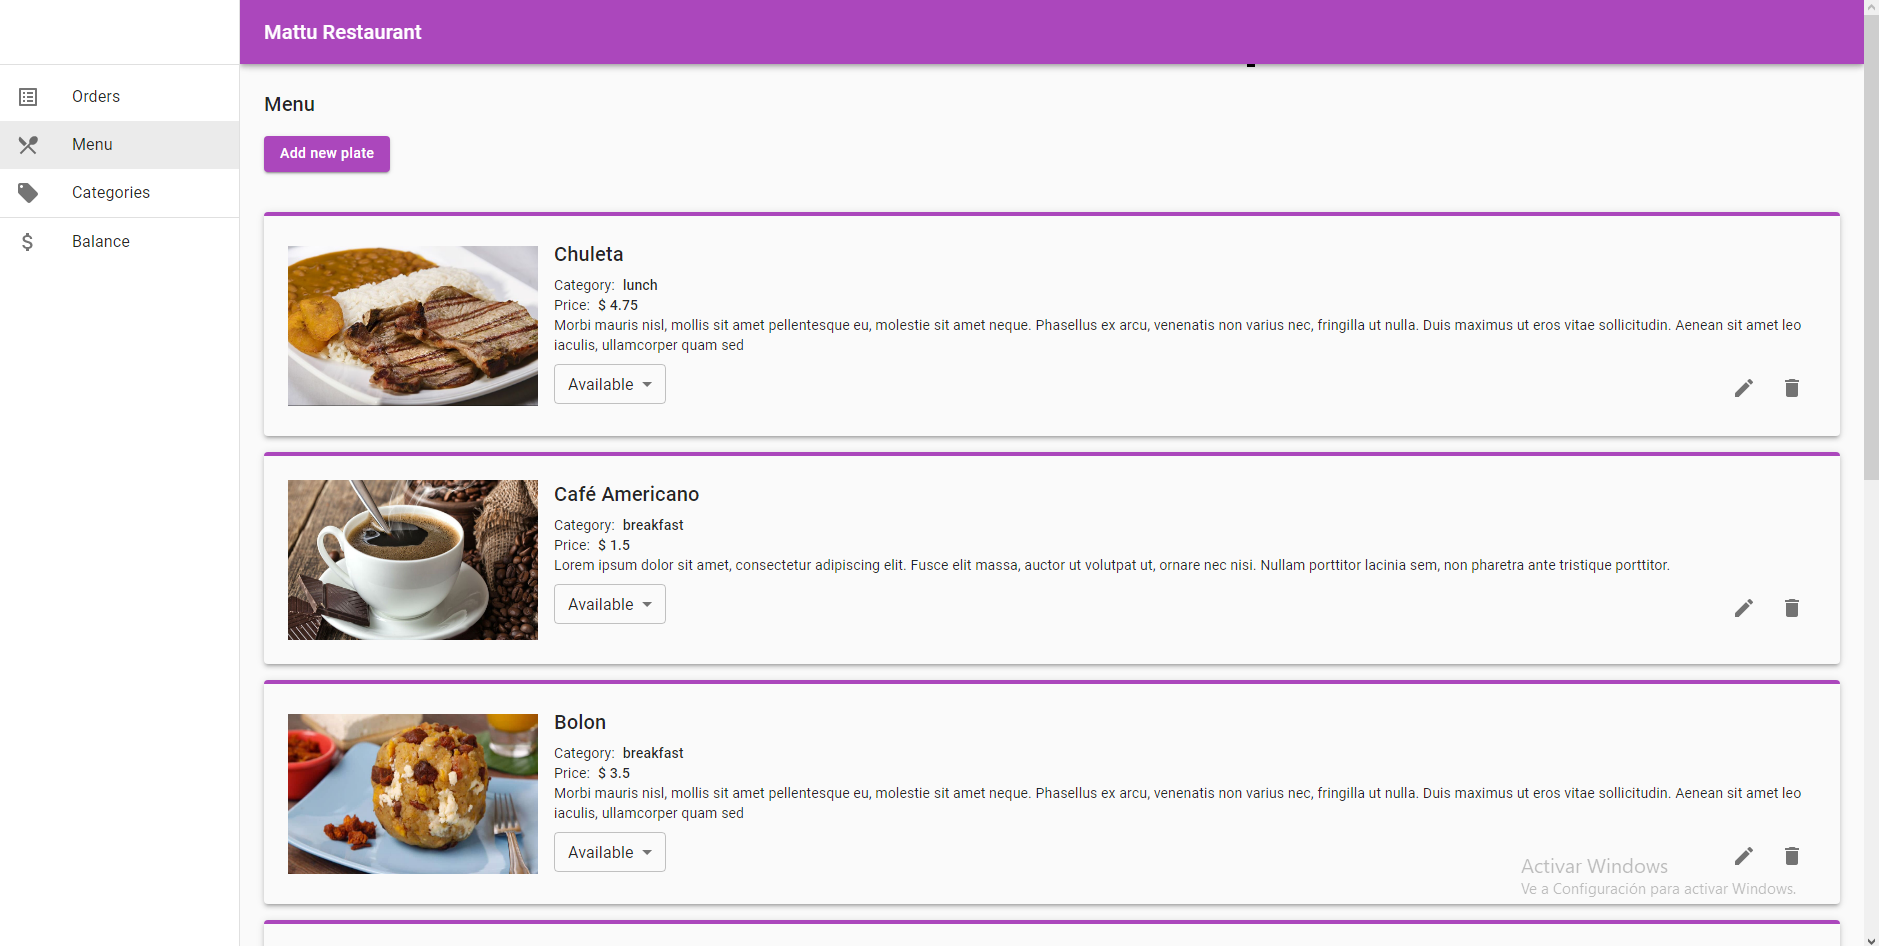 Mattu Restaurant
Orders
Menu
Categories
Balance
Menu
Add new plate
Chuleta
Category: lunch
Price: $ 4.75
Morbi mauris nisl, mollis sit amet pellentesque eu, molestie sit amet neque. Phasellus ex arcu, venenatis non varius nec, fringilla ut nulla. Duis maximus ut eros vitae sollicitudin. Aenean sit amet leo
iaculis, ullamcorper quam sed
Available
Café Americano
Category: breakfast
Price: $ 1.5
Lorem ipsum dolor sit amet, consectetur adipiscing elit. Fusce elit massa, auctor ut volutpat ut, ornare nec nisi. Nullam porttitor lacinia sem, non pharetra ante tristique porttitor.
Available
Bolon
Category: breakfast
Price: $ 3.5
Morbi mauris nisl, mollis sit amet pellentesque eu, molestie sit amet neque. Phasellus ex arcu, venenatis non varius nec, fringilla ut nulla. Duis maximus ut eros vitae sollicitudin. Aenean sit amet leo
iaculis, ullamcorper quam sed
Available
Activar Windows
Ve a Configuración para activar Windows.